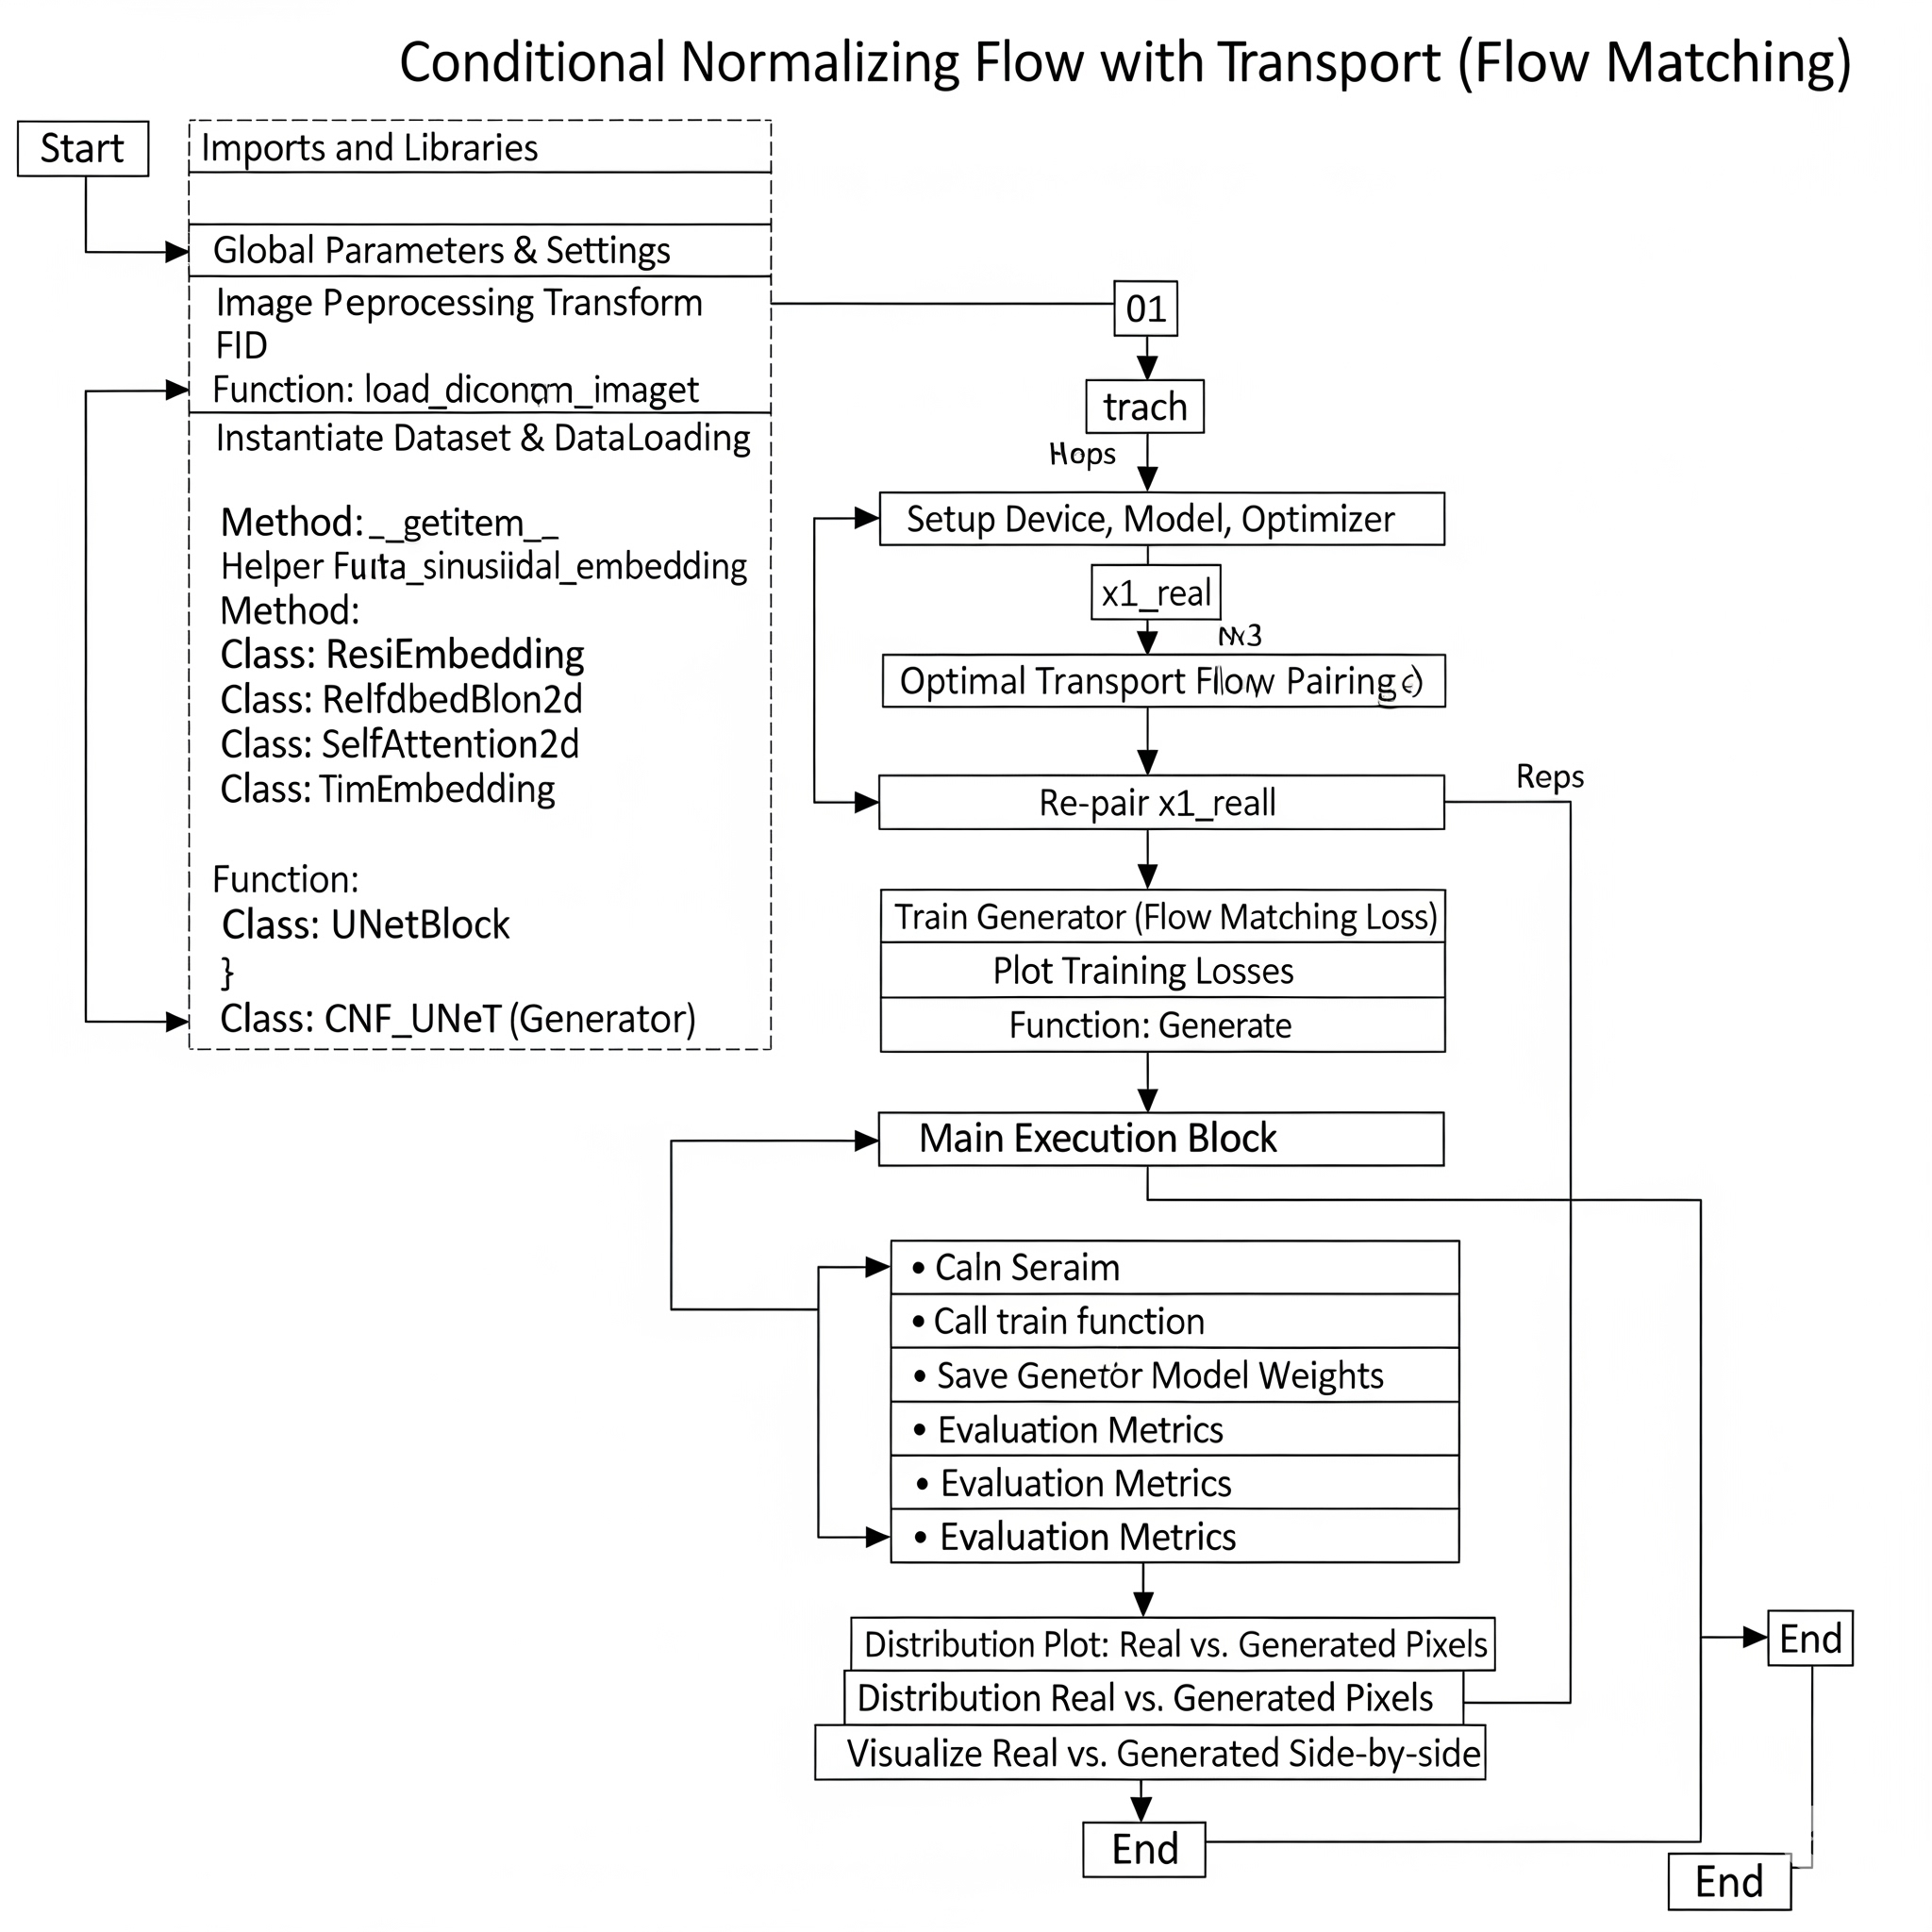 Conditional Normalizing Flow with Transport (Flow Matching)
Start
Imports and Libraries
Global Parameters & Settings
Image Peprocessing Transform
FID
Function:
Instantiate Dataset & DataLoading
Method: __getitem__
Helper
Method:
Class: ResiEmbedding
Class: RelfdbedBlon2d
Class: SelfAttention2d
Class: TimEmbedding
Function:
Class: UNetBlock
}
Class: CNF_UNeT (Generator)
01
trach
Hops
Setup Device, Model, Optimizer
x1_real
Optimal Transport Flow Pairing
Re-pair x1_reall
Reps
Train Generator (Flow Matching Loss)
Plot Training Losses
Function: Generate
Main Execution Block
• Caln Seraim
• Call train function
• Save Genetor Model Weights
• Evaluation Metrics
• Evaluation Metrics
• Evaluation Metrics
Distribution Plot: Real vs. Generated Pixels
Distribution Real vs. Generated Pixels
Visualize Real vs. Generated Side-by-side
End
End
End